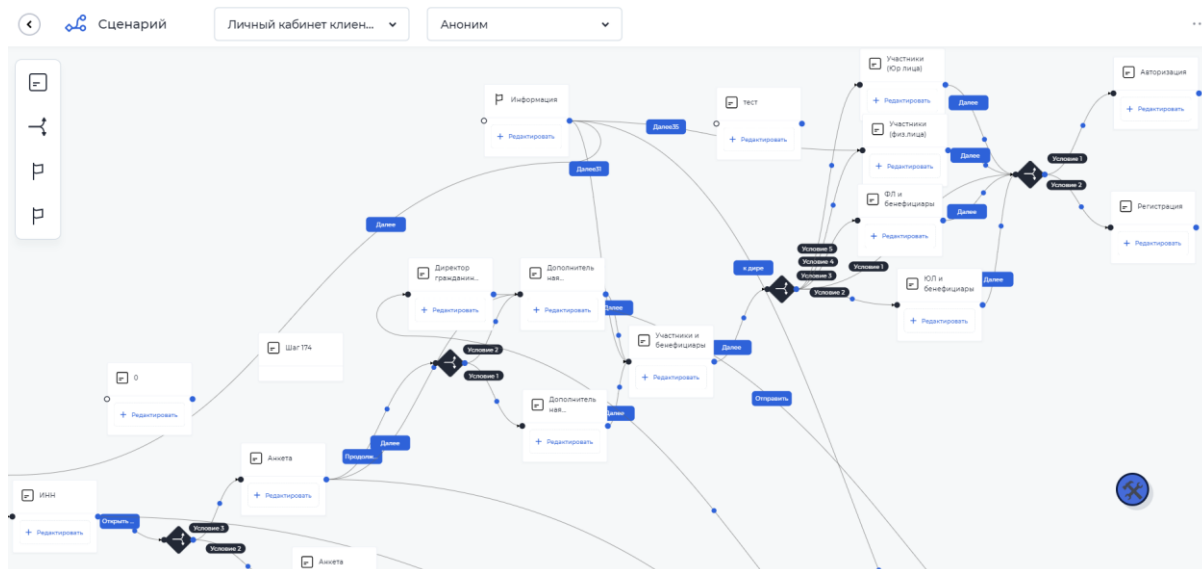 Сценарий
Личный кабинет клиен...
Аноним
Участники
(Юр.лица)
+ Редактировать
Авторизация
+ Редактировать
Информация
+ Редактировать
тест
+ Редактировать
Далее
Далее35
Участники
(физ.лица)
+ Редактировать
Далее
Условие 1
Условие 2
Далее31
ФЛ и
бенефициары
+ Редактировать
Далее
Регистрация
+ Редактировать
Далее
Условие 5
Условие 4
Условие 3
Условие 2
Условие 1
к дире
ЮЛ и
бенефициары
+ Редактировать
Далее
Директор
гражданин...
+ Редактировать
Дополнитель
ная...
+ Редактировать
Далее
Участники и
бенефициары
+ Редактировать
Далее
Шаг 174
Условие 2
Условие 1
0
+ Редактировать
Отправить
Дополнитель
ная...
+ Редактировать
Далее
Далее
Продолж...
Анкета
+ Редактировать
ИНН
+ Редактировать
Открыть ...
Условие 3
Условие 2
Анкета